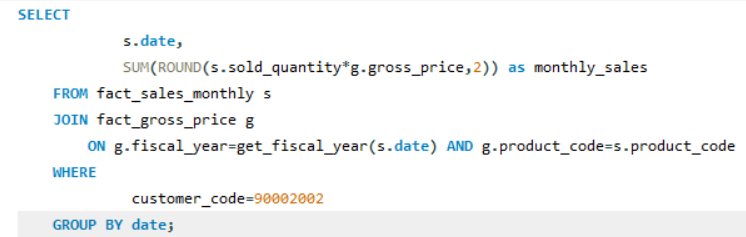 SELECT
s.date,
SUM(ROUND(s.sold_quantity*g.gross_price,2)) as monthly_sales
FROM fact_sales_monthly s
JOIN fact_gross_price g
ON g.fiscal_year=get_fiscal_year(s.date) AND g.product_code=s.product_code
WHERE
customer_code=90002002
GROUP BY date;